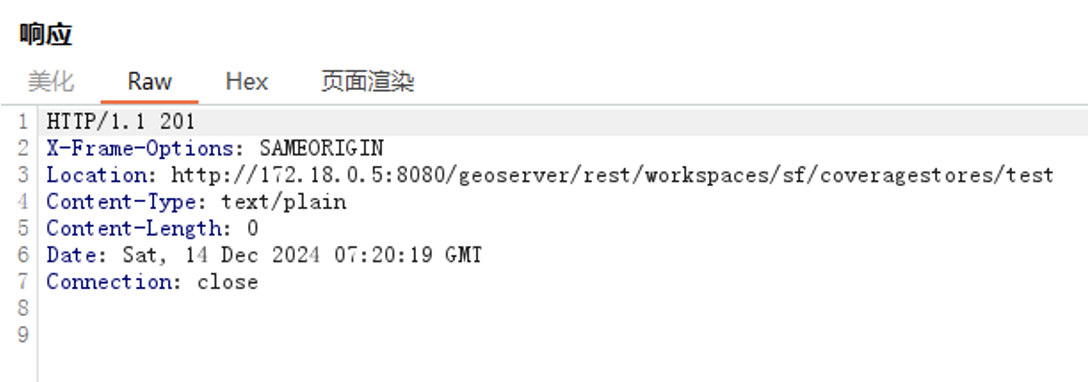 响应
美化 Raw Hex 页面渲染
1 HTTP/1.1 201
2 X-Frame-Options: SAMEORIGIN
3 Location: http://172.18.0.5:8080/geoserver/rest/workspaces/sf/coveragestores/test
4 Content-Type: text/plain
5 Content-Length: 0
6 Date: Sat, 14 Dec 2024 07:20:19 GMT
7 Connection: close
8
9